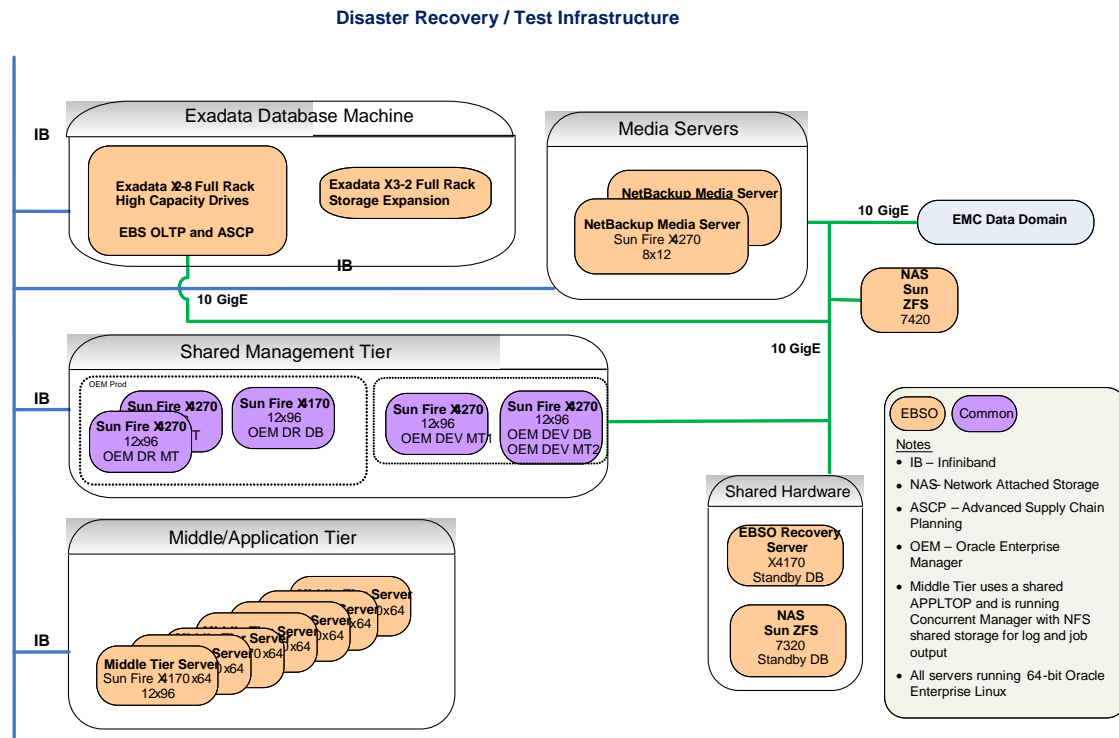 Disaster Recovery / Test Infrastructure
IB
Exadata Database Machine
Exadata X2-8 Full Rack
High Capacity Drives
EBS OLTP and ASCP
Exadata X3-2 Full Rack
Storage Expansion
Media Servers
NetBackup Media Server
NetBackup Media Server
Sun Fire X4270
8x12
10 GigE
EMC Data Domain
IB
10 GigE
NAS
Sun
ZFS
7420
10 GigE
Shared Management Tier
IB
OEM Prod
Sun Fire X4270
Sun Fire X4270
12x96
OEM DR MT
Sun Fire X4170
12x96
OEM DR DB
Sun Fire X4270
12x96
OEM DEV MT1
Sun Fire X4270
12x96
OEM DEV DB
OEM DEV MT2
EBSO
Common
Notes
• IB – Infiniband
• NAS- Network Attached Storage
• ASCP – Advanced Supply Chain
Planning
• OEM – Oracle Enterprise
Manager
• Middle Tier uses a shared
APPLTOP and is running
Concurrent Manager with NFS
shared storage for log and job
output
• All servers running 64-bit Oracle
Enterprise Linux
Shared Hardware
EBSO Recovery
Server
X4170
Standby DB
NAS
Sun ZFS
7320
Standby DB
Middle/Application Tier
IB
Middle Tier Server
Sun Fire X4170
12x96